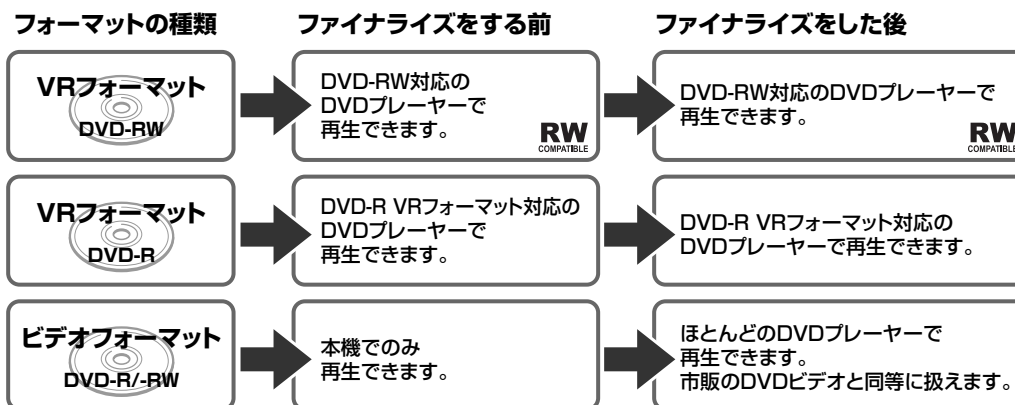 フォーマットの種類
ファイナライズをする前
ファイナライズをした後
VRフォーマット
DVD-RW
DVD-RW対応の
DVDプレーヤーで
再生できます。
RW
COMPATIBLE
DVD-RW対応のDVDプレーヤーで
再生できます。
RW
COMPATIBLE
VRフォーマット
DVD-R
DVD-R VRフォーマット対応の
DVDプレーヤーで
再生できます。
DVD-R VRフォーマット対応の
DVDプレーヤーで再生できます。
ビデオフォーマット
DVD-R/-RW
本機でのみ
再生できます。
ほとんどのDVDプレーヤーで
再生できます。
市販のDVDビデオと同等に扱えます。